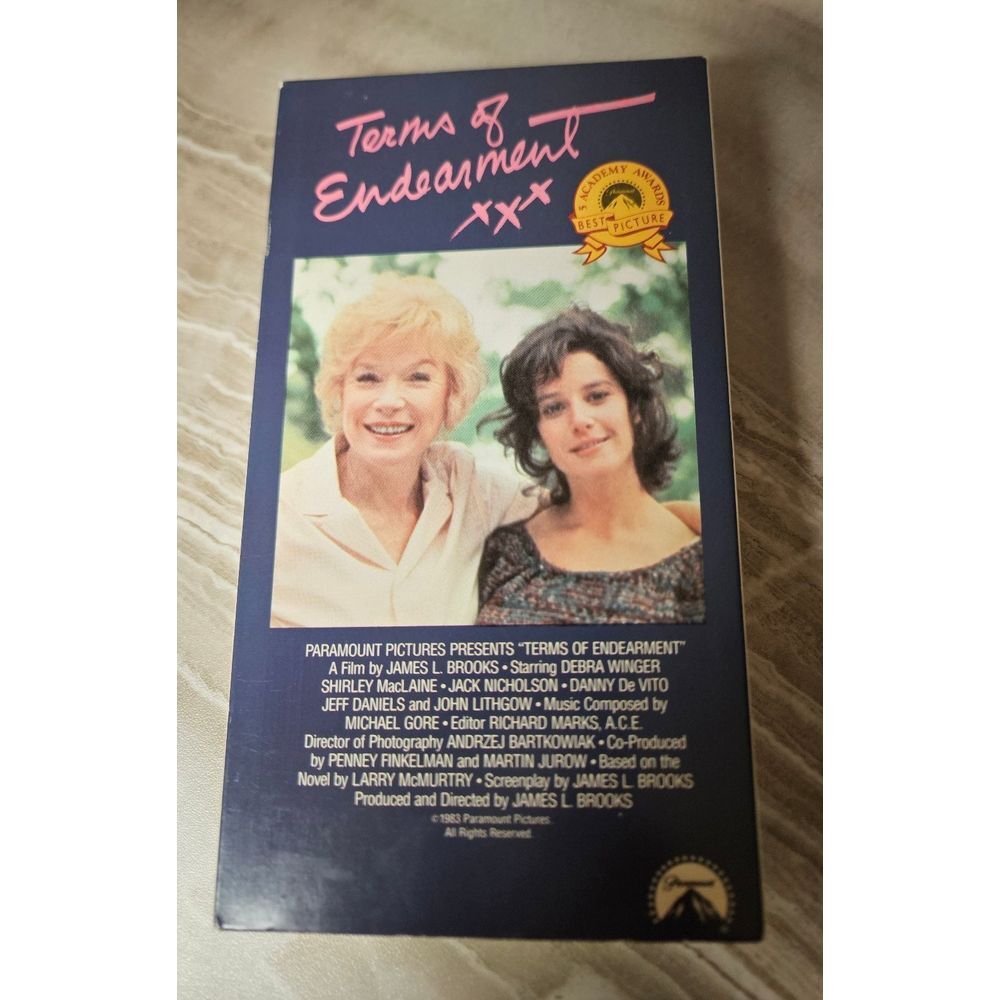 Terms of
Endearment
xxx
5 ACADEMY AWARDS
Paramount
BEST PICTURE
PARAMOUNT PICTURES PRESENTS "TERMS OF ENDEARMENT"
A Film by JAMES L. BROOKS • Starring DEBRA WINGER
SHIRLEY MacLAINE • JACK NICHOLSON • DANNY De VITO
JEFF DANIELS and JOHN LITHGOW • Music Composed by
MICHAEL GORE • Editor RICHARD MARKS, A.C.E.
Director of Photography ANDRZEJ BARTKOWIAK • Co-Produced
by PENNEY FINKELMAN and MARTIN JUROW • Based on the
Novel by LARRY McMURTRY • Screenplay by JAMES L. BROOKS
Produced and Directed by JAMES L. BROOKS
©1983 Paramount Pictures.
All Rights Reserved.
Paramount